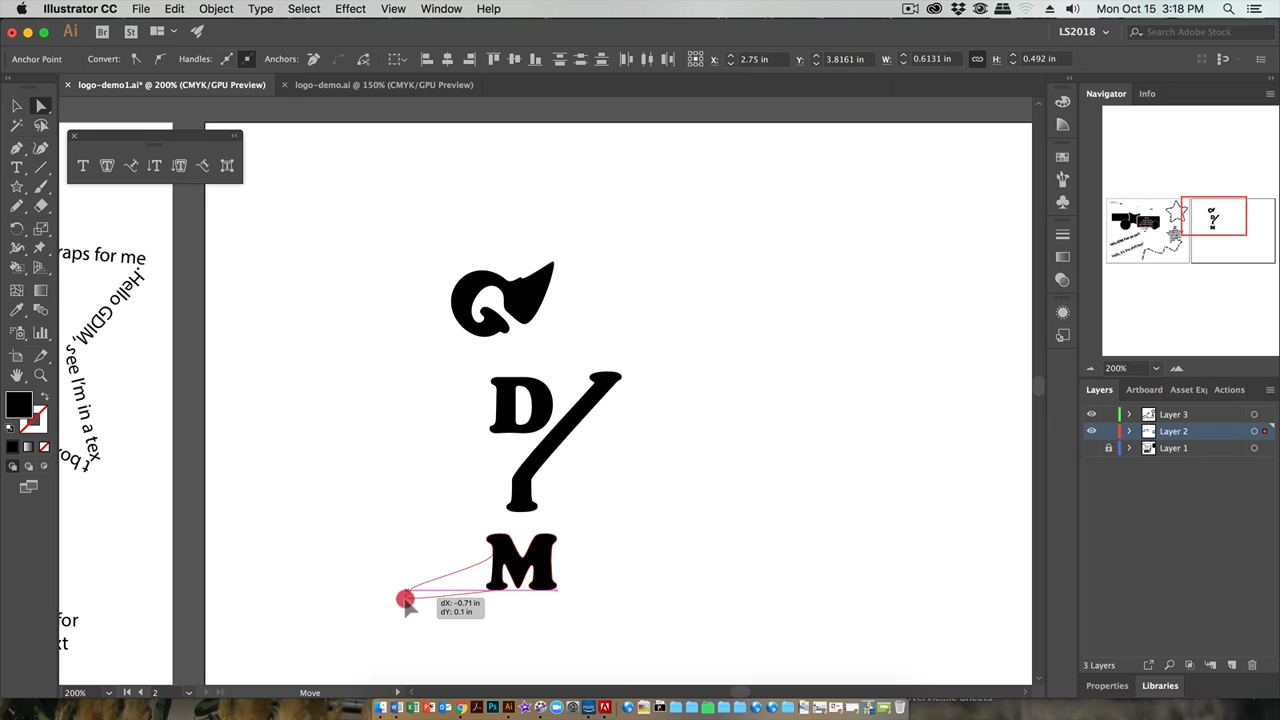 Illustrator CC File Edit Object Type Select Effect View Window Help Mon Oct 15 3:18 PM
Ai Br St LS2018 Search Adobe Stock
Anchor Point Convert: Handles: Anchors: X: 2.75 in Y: 3.8161 in W: 0.6131 in H: 0.492 in
× logo-demo1.ai* @ 200% (CMYK/GPU Preview) × logo-demo.ai @ 150% (CMYK/GPU Preview)
Navigator Info
raps for me
Hello GDIM,
see I'm in a tex
t box
G
D
I
M
dX: -0.71 in
dY: 0.1 in
for
xt
200%
Layers Artboard Asset Exp Actions
Layer 3
Layer 2
Layer 1
3 Layers
Properties Libraries
200% 2 Move